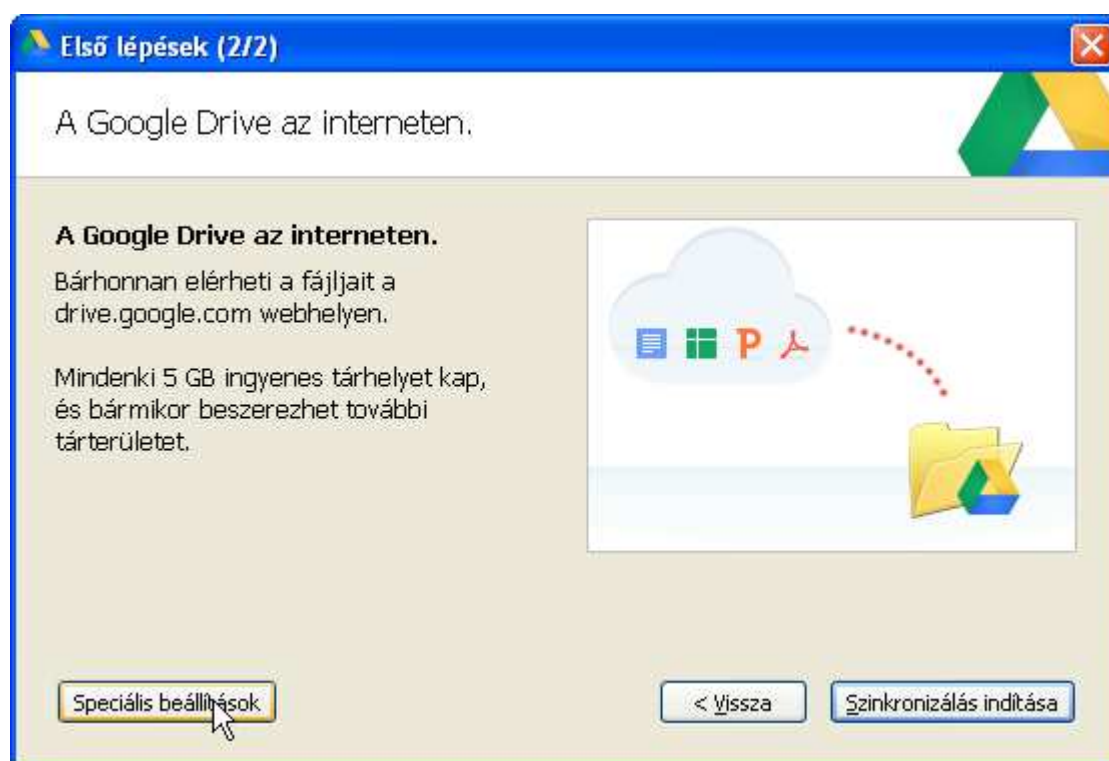 Első lépések (2/2)
A Google Drive az interneten.
A Google Drive az interneten.
Bárhonnan elérheti a fájljait a
drive.google.com webhelyen.
Mindenki 5 GB ingyenes tárhelyet kap,
és bármikor beszerezhet további
tárterületet.
P
Speciális beállítások
< Vissza
Szinkronizálás indítása